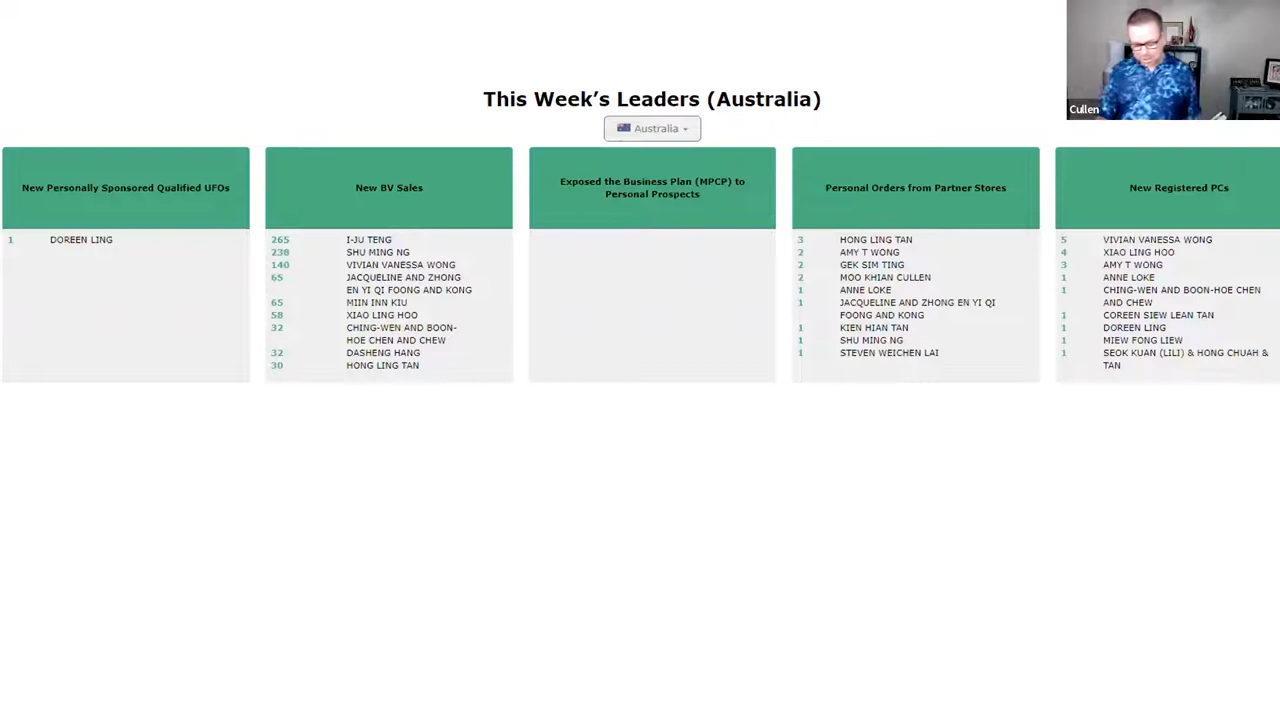 Cullen
This Week's Leaders (Australia)
Australia
New Personally Sponsored Qualified UFOs
1 DOREEN LING
New BV Sales
265 I-JU TENG
238 SHU MING NG
140 VIVIAN VANESSA WONG
65 JACQUELINE AND ZHONG
EN YI QI FOONG AND KONG
65 MIIN INN KIU
58 XIAO LING HOO
32 CHING-WEN AND BOON-
HOE CHEN AND CHEW
32 DASHENG HANG
30 HONG LING TAN
Exposed the Business Plan (MPCP) to
Personal Prospects
Personal Orders from Partner Stores
3 HONG LING TAN
2 AMY T WONG
2 GEK SIM TING
2 MOO KHIAN CULLEN
1 ANNE LOKE
1 JACQUELINE AND ZHONG EN YI QI
FOONG AND KONG
1 KIEN HIAN TAN
1 SHU MING NG
1 STEVEN WEICHEN LAI
New Registered PCs
5 VIVIAN VANESSA WONG
4 XIAO LING HOO
3 AMY T WONG
1 ANNE LOKE
1 CHING-WEN AND BOON-HOE CHEN
AND CHEW
1 COREEN SIEW LEAN TAN
1 DOREEN LING
1 MIEW FONG LIEW
1 SEOK KUAN (LILI) & HONG CHUAH &
TAN